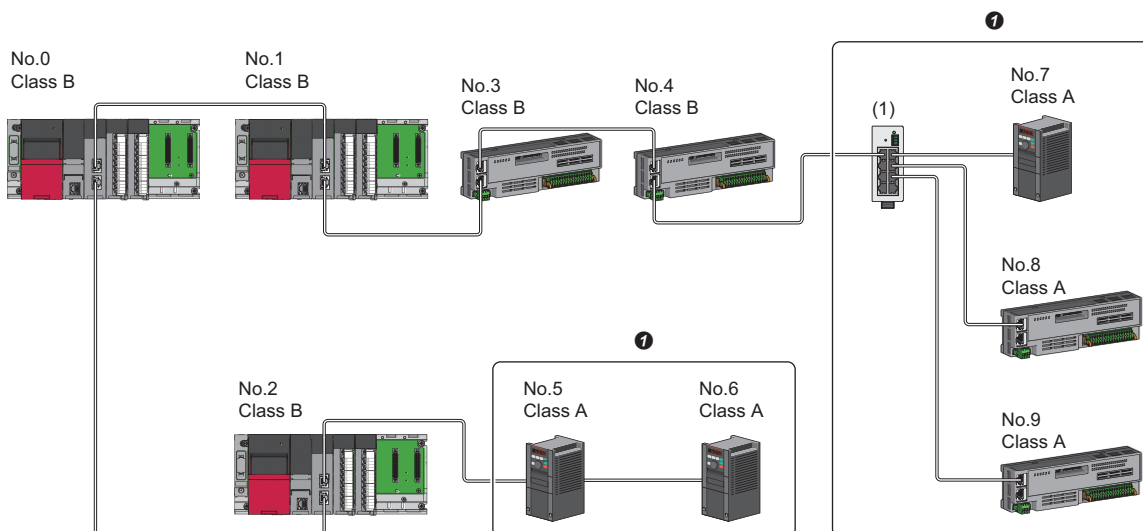 ❶
No.0
Class B
No.1
Class B
No.3
Class B
No.4
Class B
(1)
No.7
Class A
No.8
Class A
❶
No.2
Class B
No.5
Class A
No.6
Class A
No.9
Class A